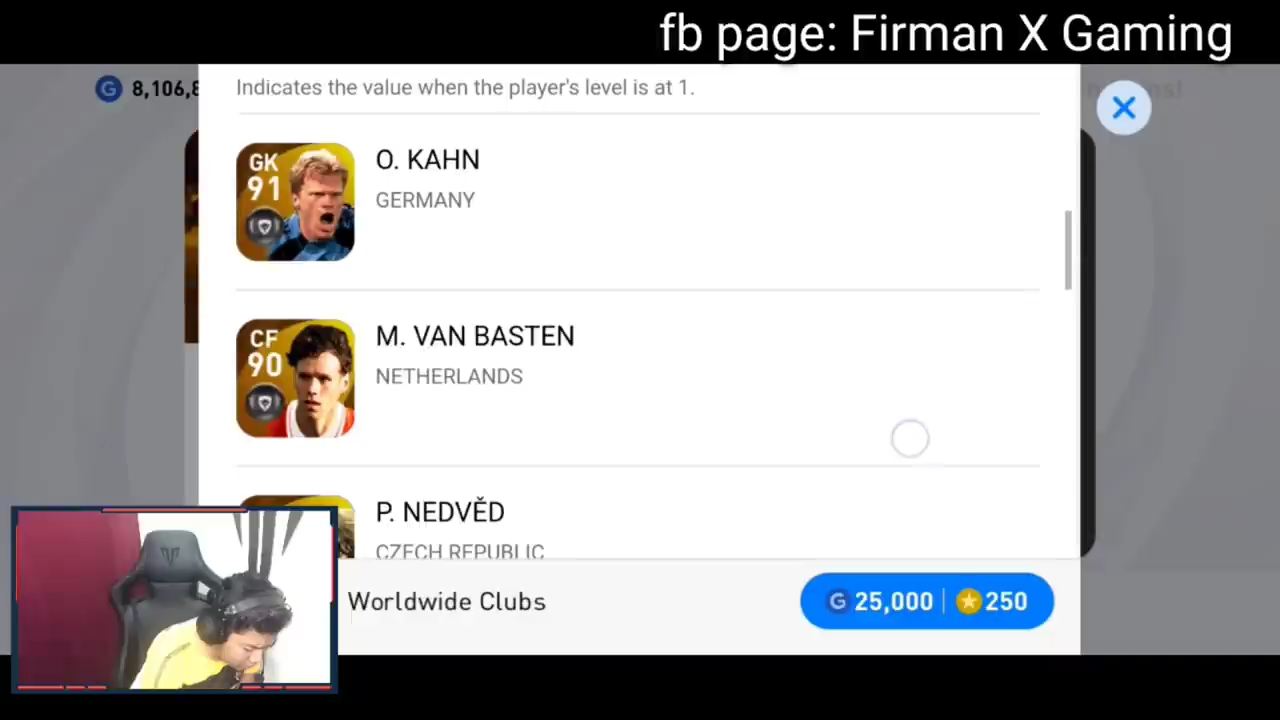 fb page: Firman X Gaming
8,106,8
Indicates the value when the player's level is at 1.
GK
91
O. KAHN
GERMANY
CF
90
M. VAN BASTEN
NETHERLANDS
P. NEDVĚD
CZECH REPUBLIC
Worldwide Clubs
G 25,000 | 250